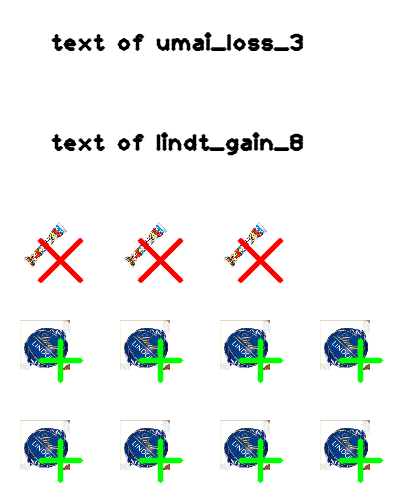 text of umai_loss_3
text of lindt_gain_8